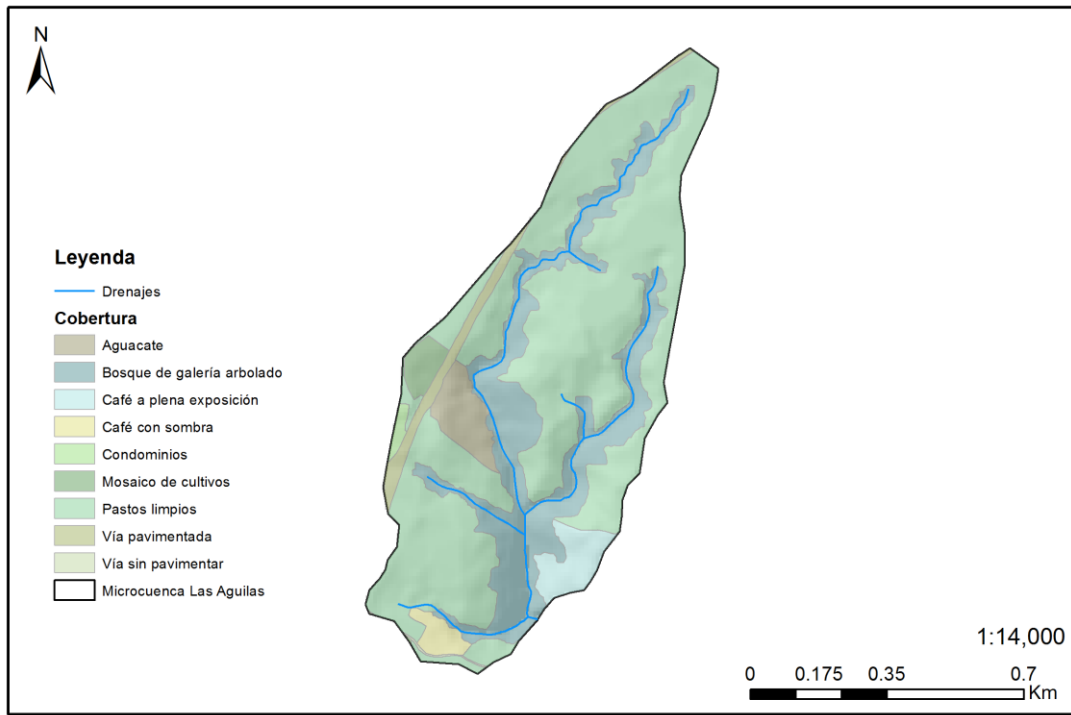 N
Leyenda
Drenajes
Cobertura
Aguacate
Bosque de galería arbolado
Café a plena exposición
Café con sombra
Condominios
Mosaico de cultivos
Pastos limpios
Vía pavimentada
Vía sin pavimentar
Microcuenca Las Aguilas
1:14,000
0 0.175 0.35 0.7
Km